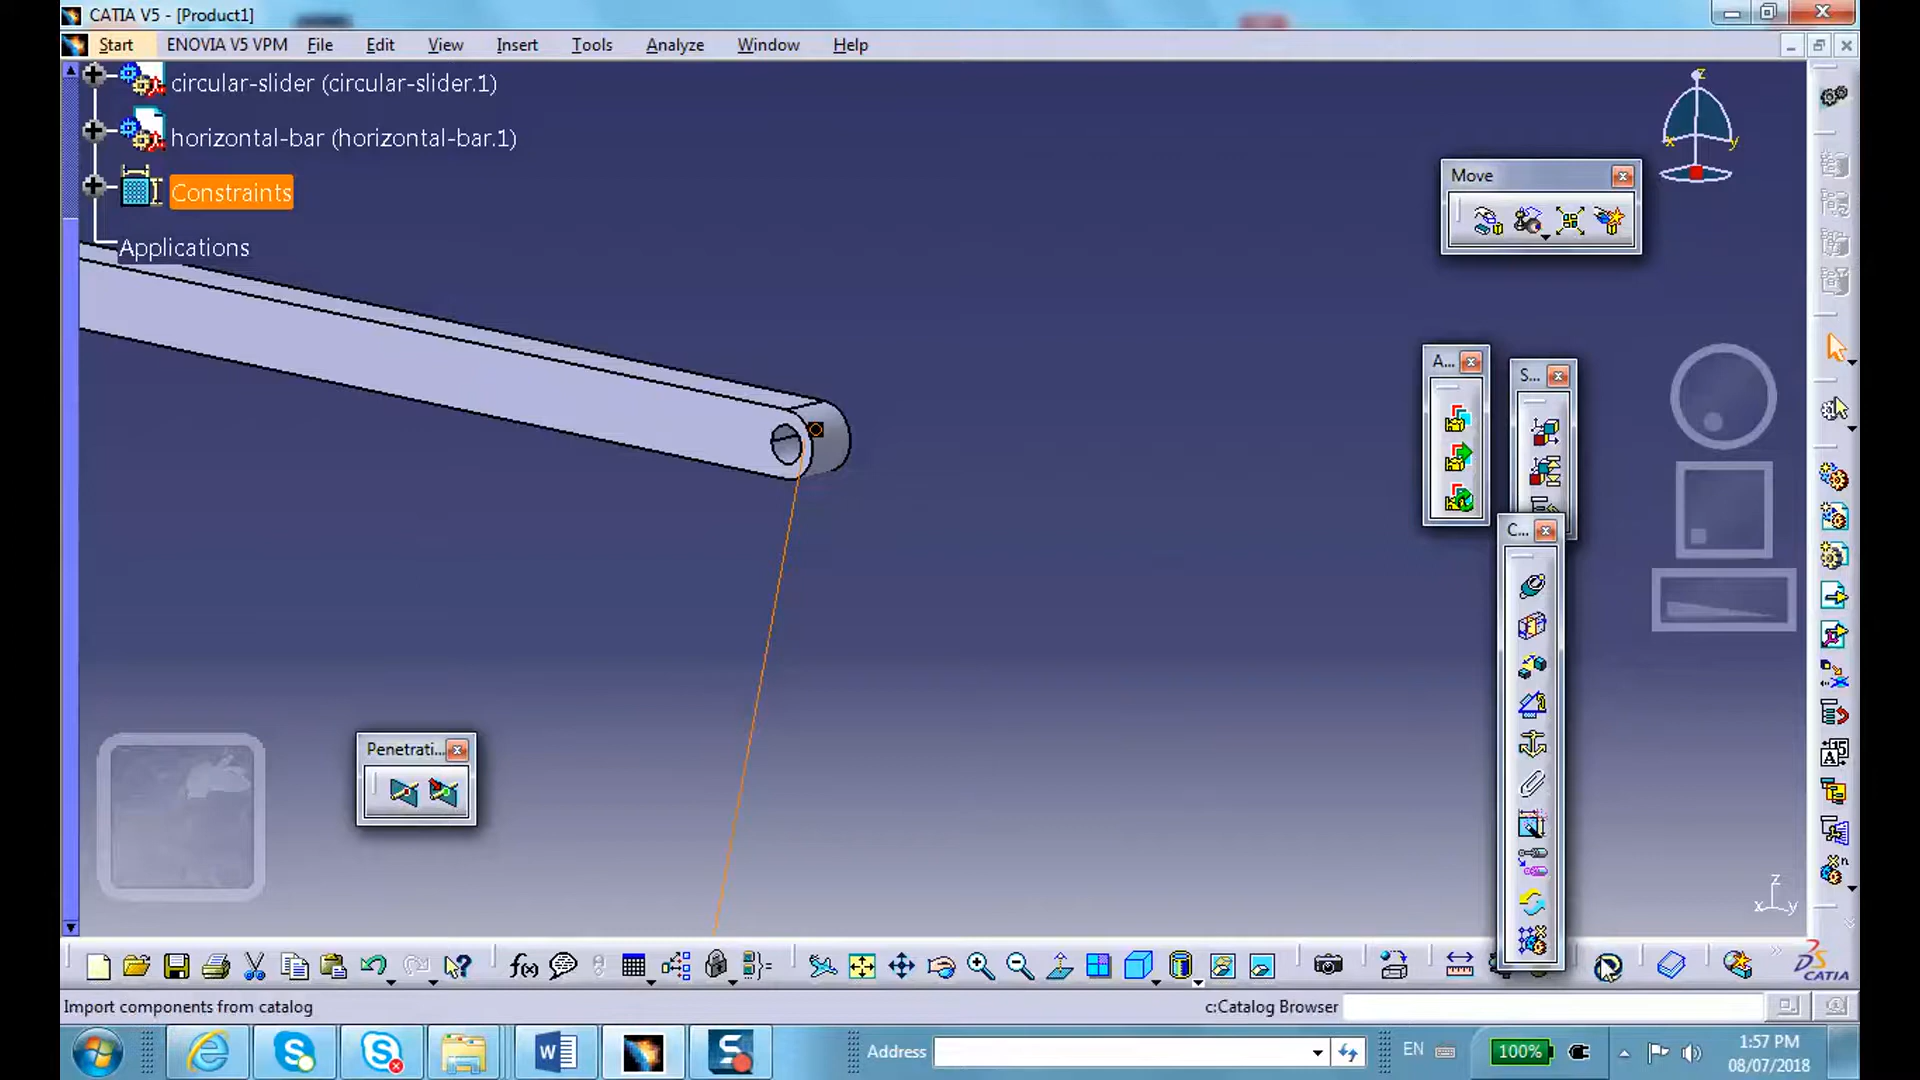 CATIA V5 - [Product1]
Start ENOVIA V5 VPM File Edit View Insert Tools Analyze Window Help
circular-slider (circular-slider.1)
horizontal-bar (horizontal-bar.1)
Constraints
Applications
z
x y
Move
A...
S...
C...
Penetrati...
z
x y
f(x)
CATIA
Import components from catalog
c:Catalog Browser
Address
EN
100%
1:57 PM
08/07/2018